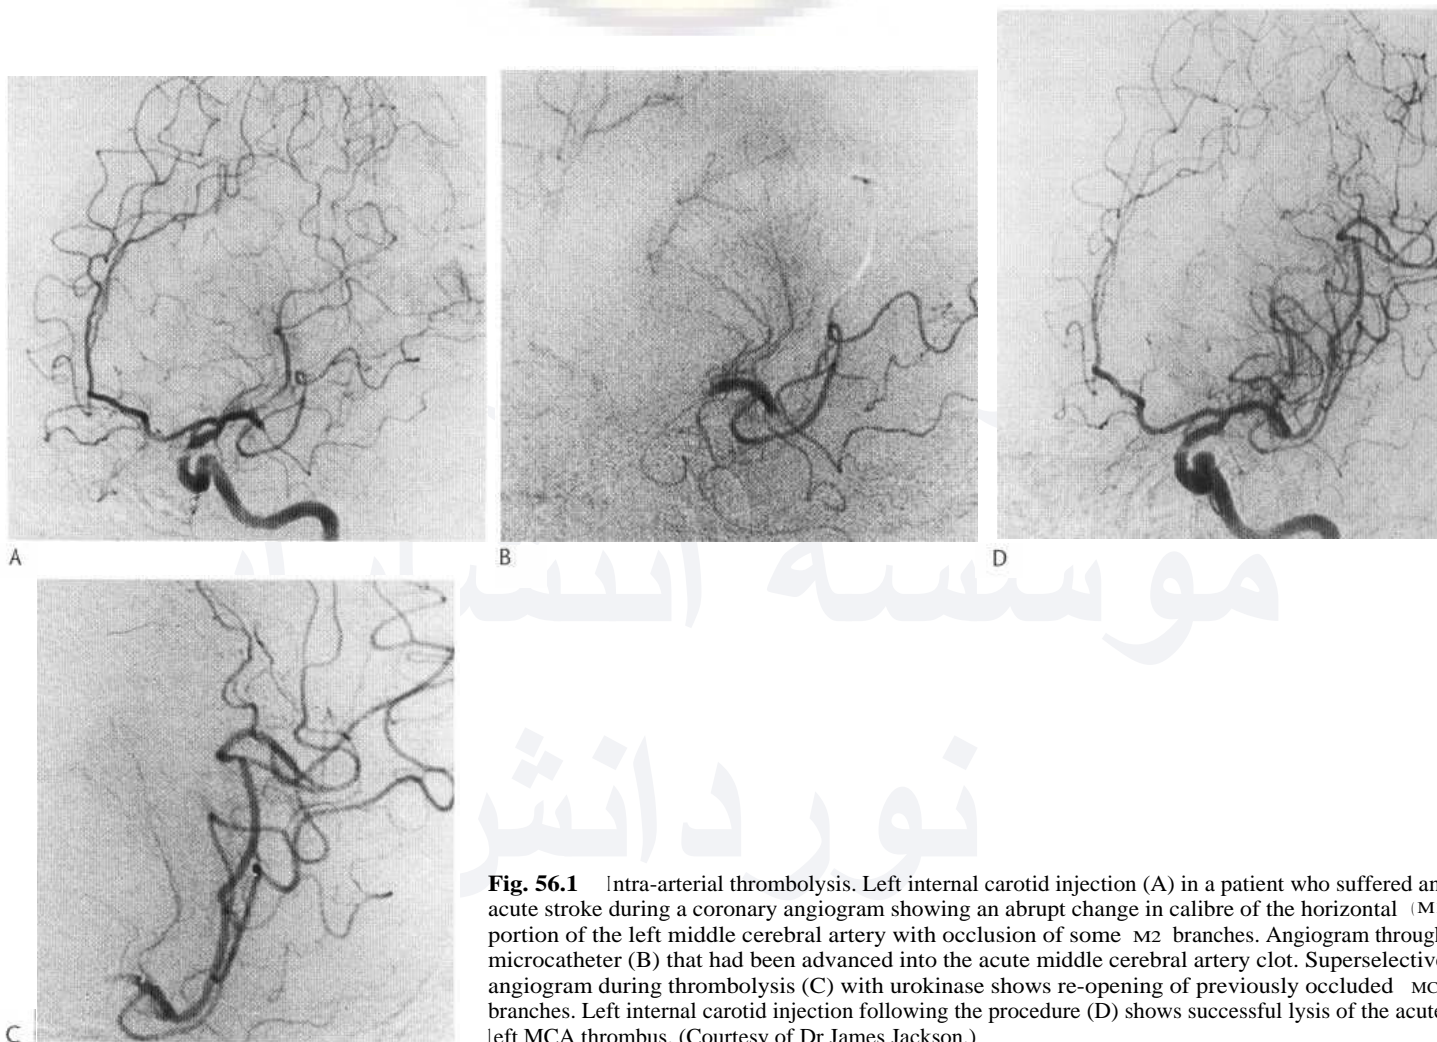 A
B
D
مؤسسه انتشارات
نوردانش
C
Fig. 56.1 Intra-arterial thrombolysis. Left internal carotid injection (A) in a patient who suffered an
acute stroke during a coronary angiogram showing an abrupt change in calibre of the horizontal (M
portion of the left middle cerebral artery with occlusion of some M2 branches. Angiogram through
microcatheter (B) that had been advanced into the acute middle cerebral artery clot. Superselective
angiogram during thrombolysis (C) with urokinase shows re-opening of previously occluded MC
branches. Left internal carotid injection following the procedure (D) shows successful lysis of the acute
left MCA thrombus. (Courtesy of Dr James Jackson.)